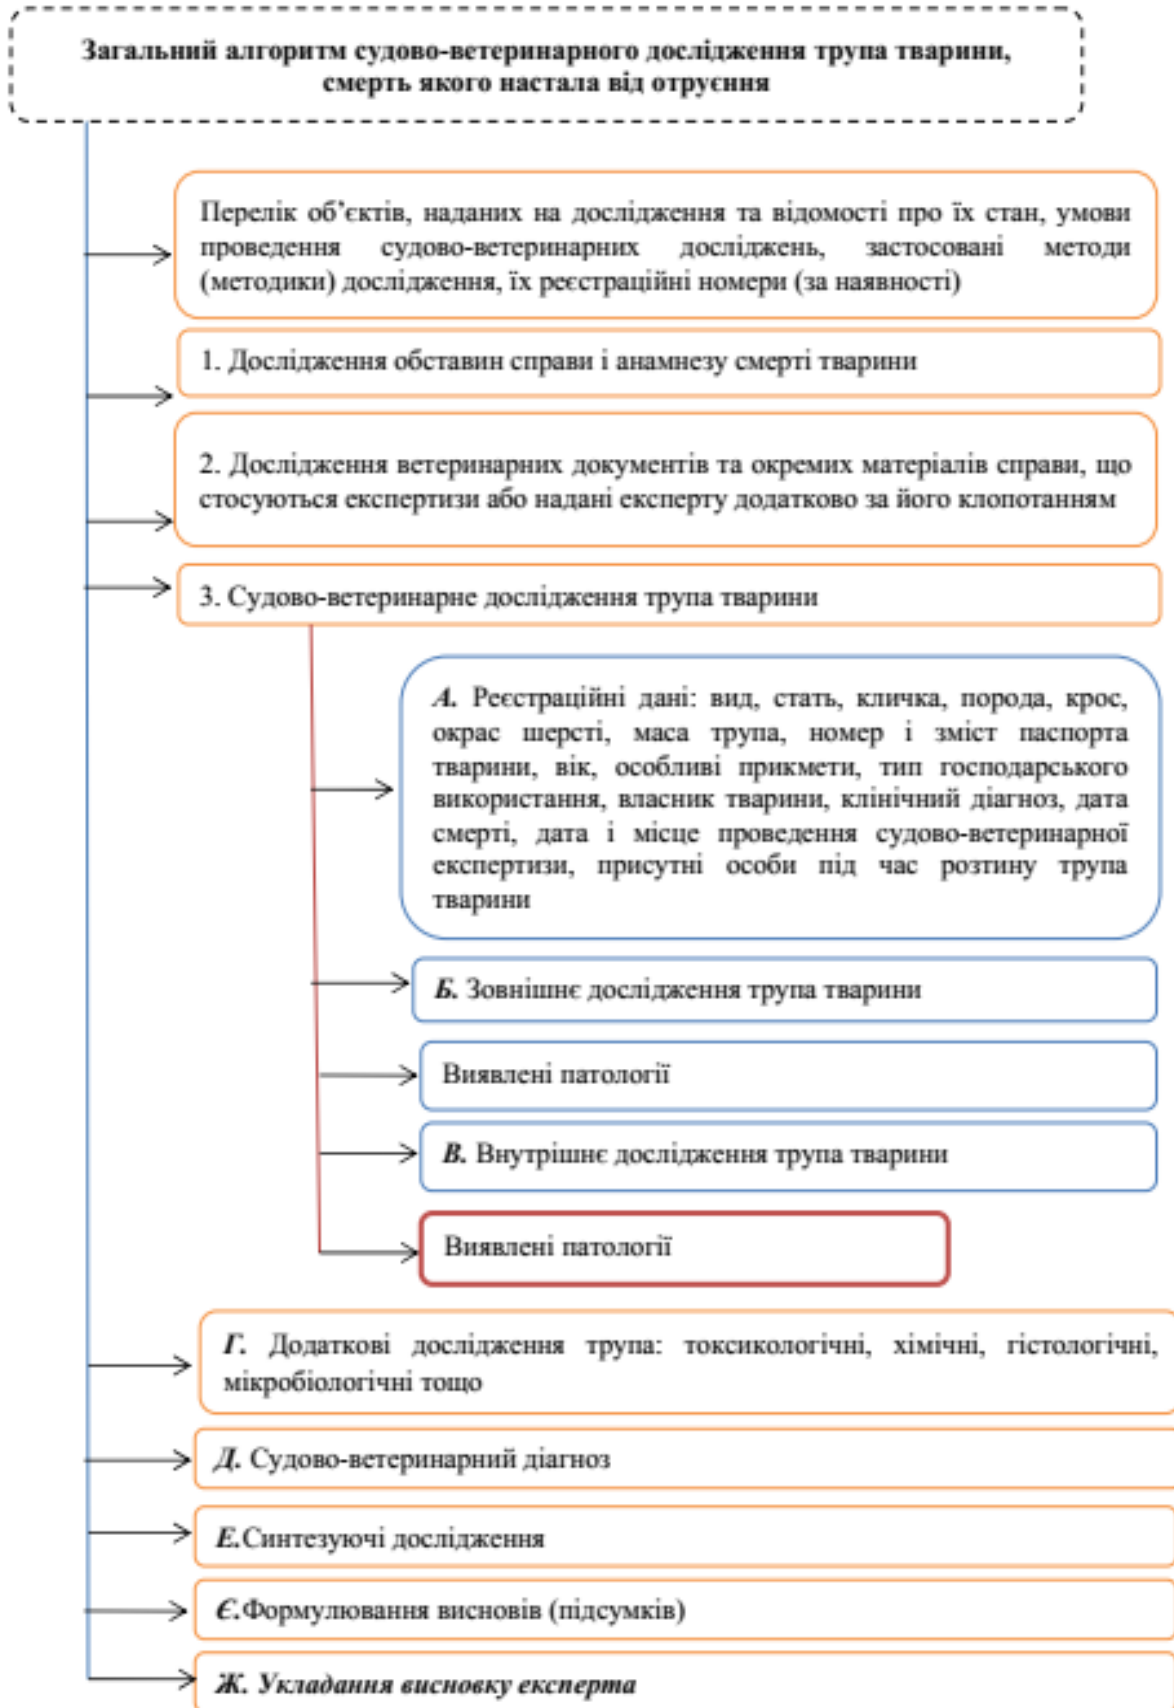 Загальний алгоритм судово-ветеринарного дослідження трупа тварини,
смерть якого настала від отруєння
Перелік об’єктів, наданих на дослідження та відомості про їх стан, умови
проведення судово-ветеринарних досліджень, застосовані методи
(методики) дослідження, їх реєстраційні номери (за наявності)
1. Дослідження обставин справи і анамнезу смерті тварини
2. Дослідження ветеринарних документів та окремих матеріалів справи, що
стосуються експертизи або надані експерту додатково за його клопотанням
3. Судово-ветеринарне дослідження трупа тварини
А. Реєстраційні дані: вид, стать, кличка, порода, крос,
окрас шерсті, маса трупа, номер і зміст паспорта
тварини, вік, особливі прикмети, тип господарського
використання, власник тварини, клінічний діагноз, дата
смерті, дата і місце проведення судово-ветеринарної
експертизи, присутні особи під час розтину трупа
тварини
Б. Зовнішнє дослідження трупа тварини
Виявлені патології
В. Внутрішнє дослідження трупа тварини
Виявлені патології
Г. Додаткові дослідження трупа: токсикологічні, хімічні, гістологічні,
мікробіологічні тощо
Д. Судово-ветеринарний діагноз
Е.Синтезуючі дослідження
Є.Формулювання висновів (підсумків)
Ж. Укладання висновку експерта